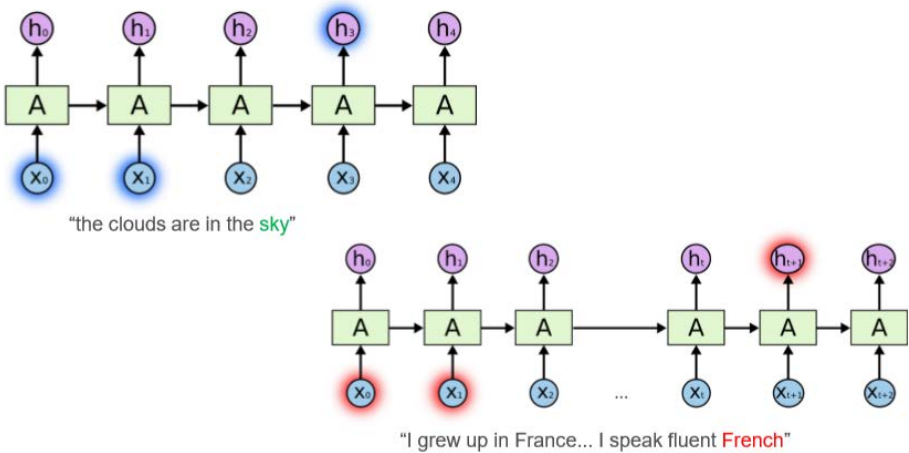 h₀ h₁ h₂ h₃ h₄
A A A A A
X₀ X₁ X₂ X₃ X₄
“the clouds are in the sky”
h₀ h₁ h₂ hₜ hₜ₊₁ hₜ₊₂
A A A A A A
X₀ X₁ X₂ ... Xₜ Xₜ₊₁ Xₜ₊₂
“I grew up in France... I speak fluent French”